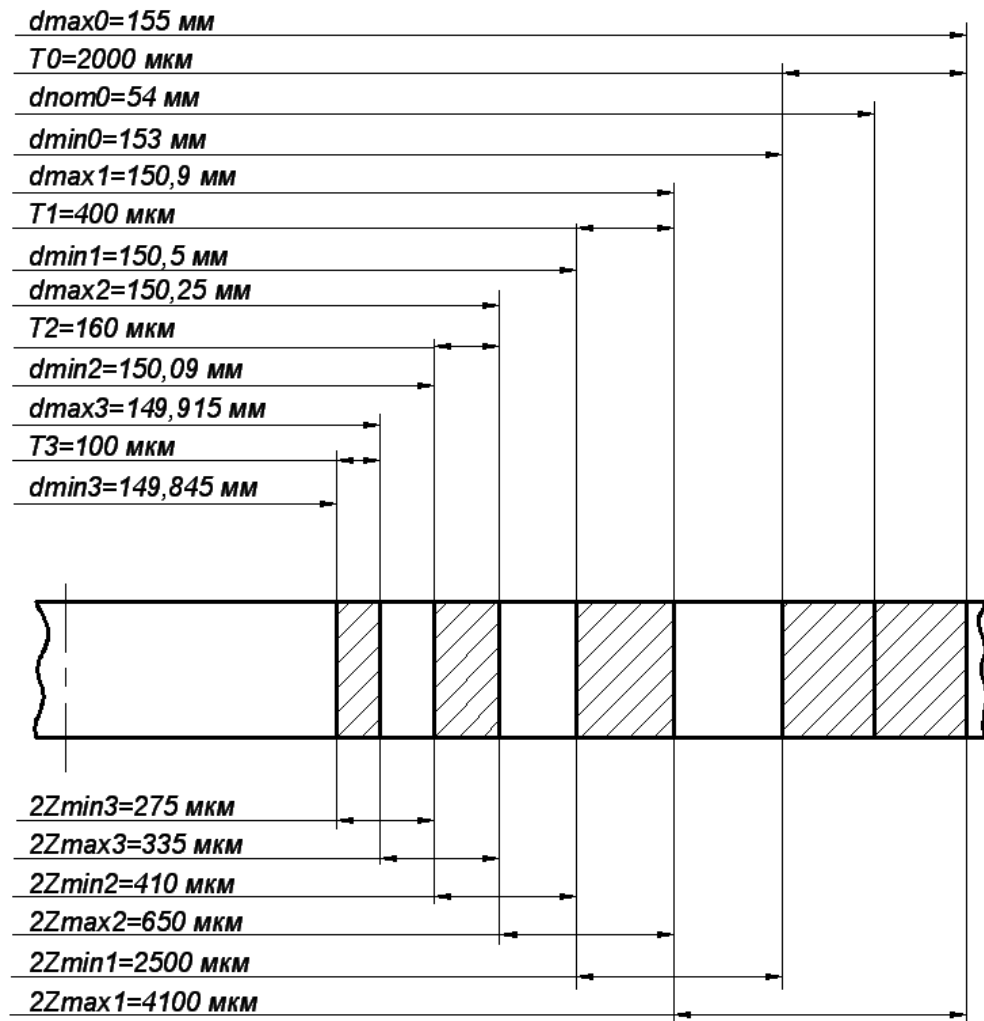 dmax0=155 мм
T0=2000 мкм
dnom0=54 мм
dmin0=153 мм
dmax1=150,9 мм
T1=400 мкм
dmin1=150,5 мм
dmax2=150,25 мм
T2=160 мкм
dmin2=150,09 мм
dmax3=149,915 мм
T3=100 мкм
dmin3=149,845 мм
2Zmin3=275 мкм
2Zmax3=335 мкм
2Zmin2=410 мкм
2Zmax2=650 мкм
2Zmin1=2500 мкм
2Zmax1=4100 мкм